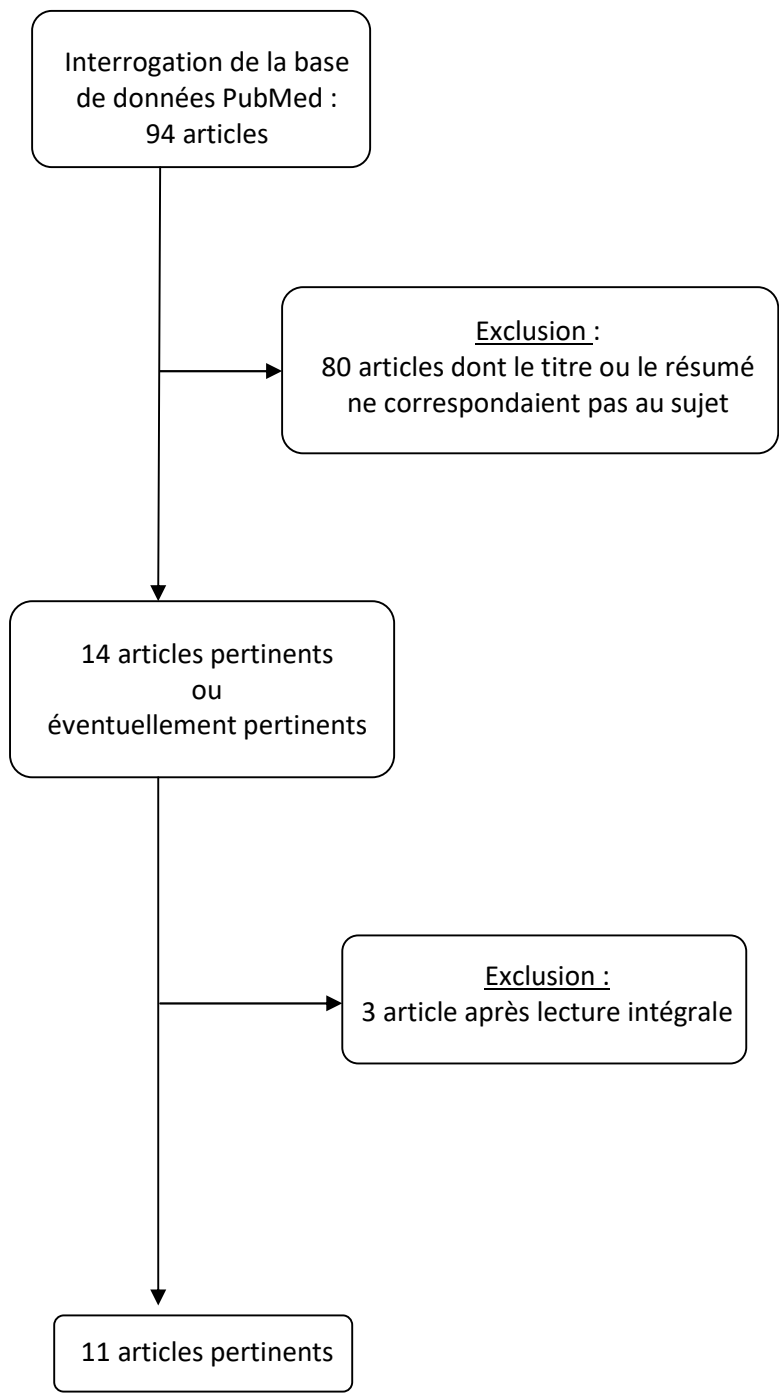 Interrogation de la base
de données PubMed :
94 articles
Exclusion :
80 articles dont le titre ou le résumé
ne correspondaient pas au sujet
14 articles pertinents
ou
éventuellement pertinents
Exclusion :
3 article après lecture intégrale
11 articles pertinents